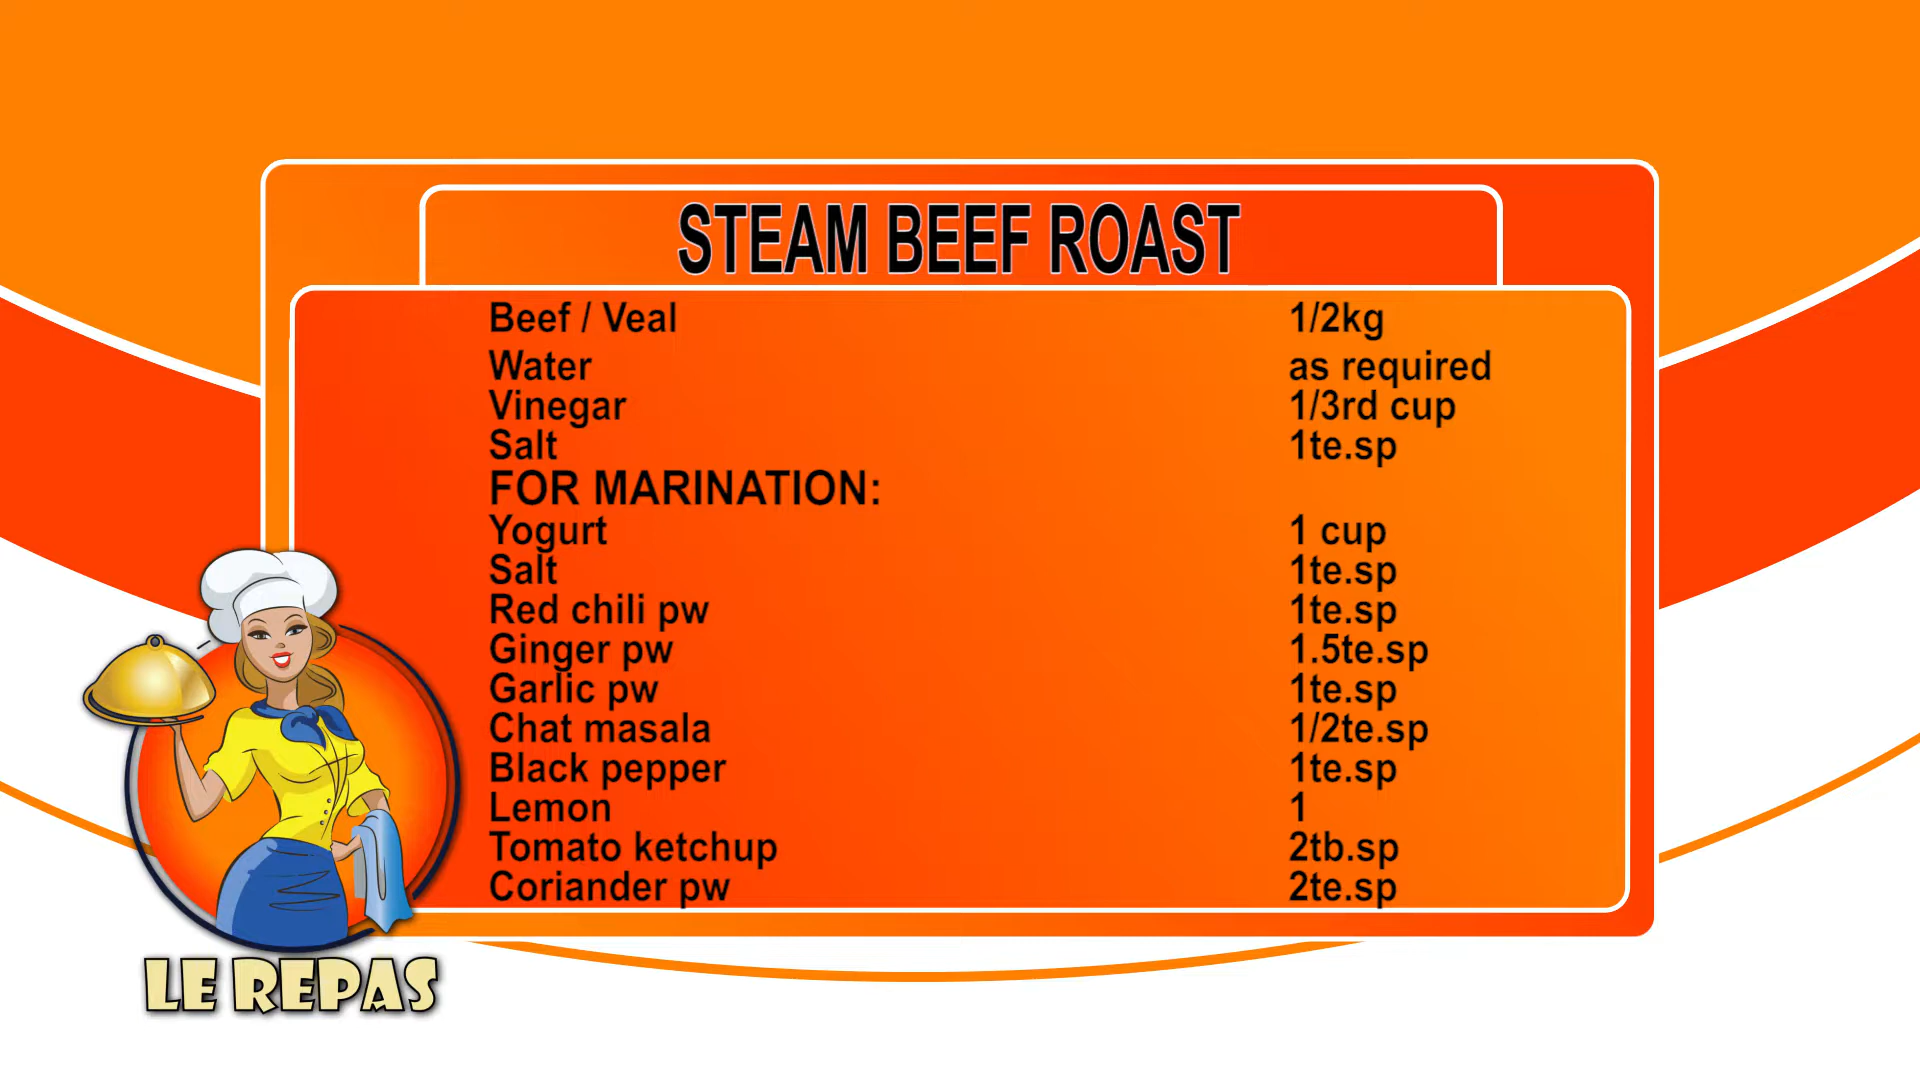 STEAM BEEF ROAST
Beef / Veal 1/2kg
Water as required
Vinegar 1/3rd cup
Salt 1te.sp
FOR MARINATION:
Yogurt 1 cup
Salt 1te.sp
Red chili pw 1te.sp
Ginger pw 1.5te.sp
Garlic pw 1te.sp
Chat masala 1/2te.sp
Black pepper 1te.sp
Lemon 1
Tomato ketchup 2tb.sp
Coriander pw 2te.sp
LE REPAS